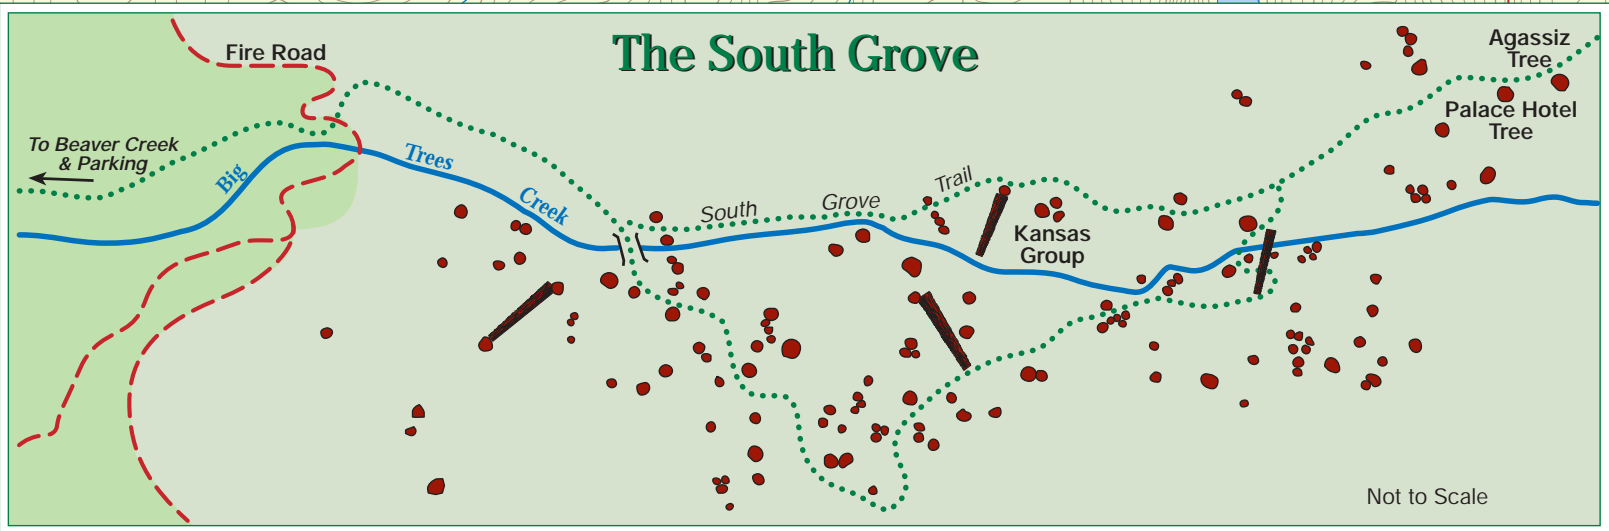 The South Grove
Fire Road
Agassiz
Tree
Palace Hotel
Tree
To Beaver Creek
& Parking
Big
Trees
Creek
South
Grove
Trail
Kansas
Group
Not to Scale